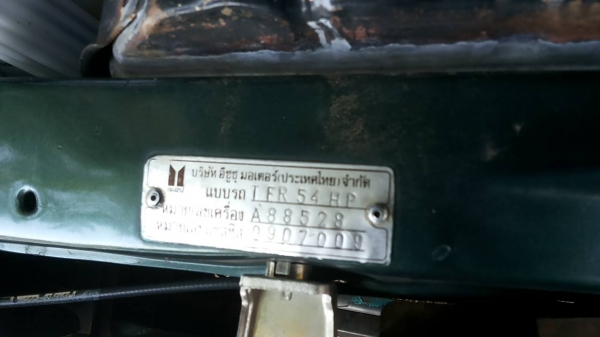 บริษัท อีซูซุ มอเตอร์(ประเทศไทย)จำกัด
แบบรถ TFR 54 HP
หมายเลขเครื่อง A88528
9907009